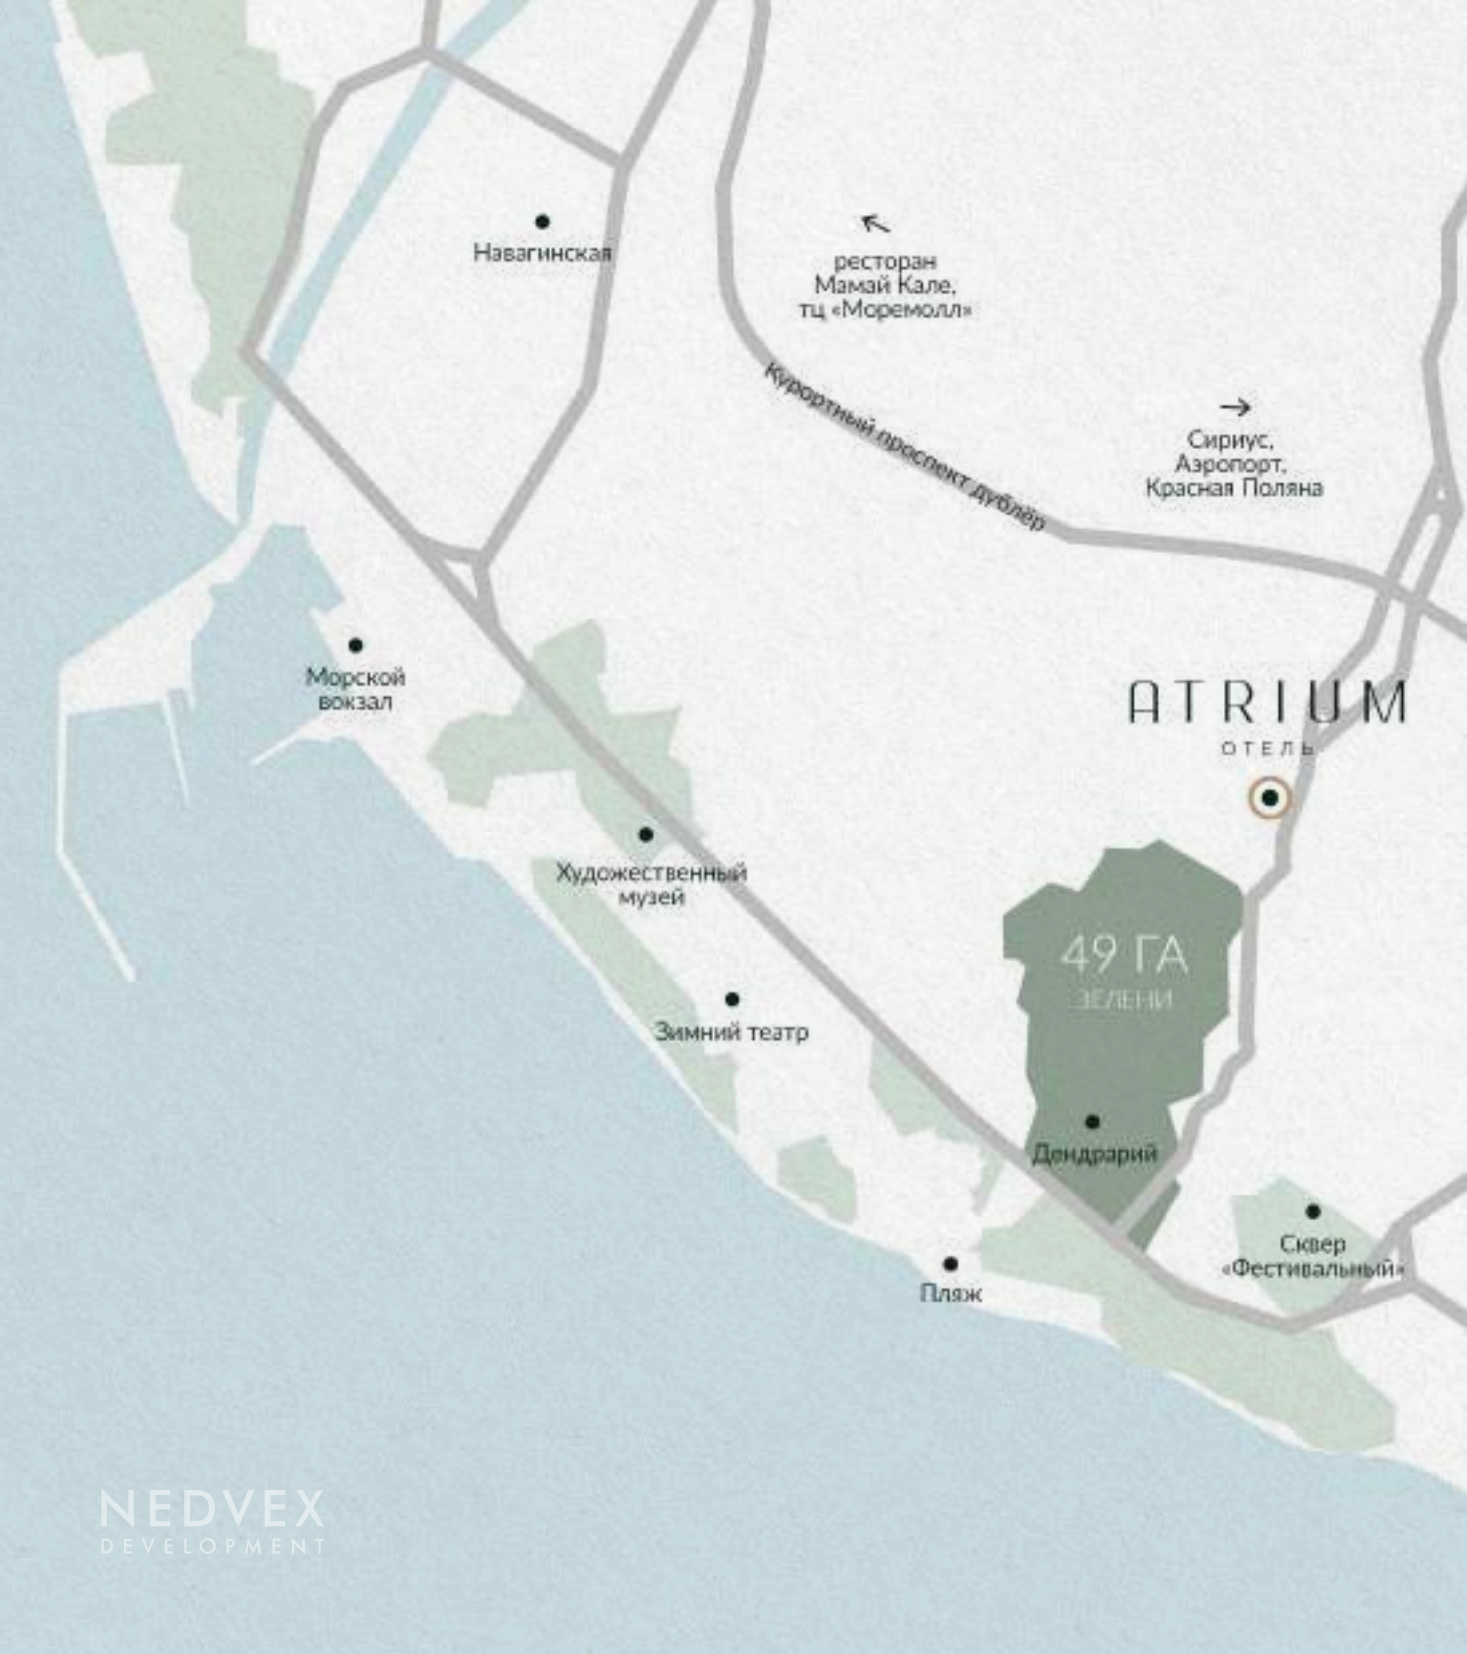 Навагинская
ресторан
Мамай Кале,
тц «Моремолл»
Курортный проспект дублёр
Сириус,
Аэропорт,
Красная Поляна
Морской
вокзал
ATRIUM
ОТЕЛЬ
Художественный
музей
49 ГА
ЗЕЛЕНИ
Зимний театр
Дендрарий
Сквер
«Фестивальный»
Пляж
NEDVEX
DEVELOPMENT